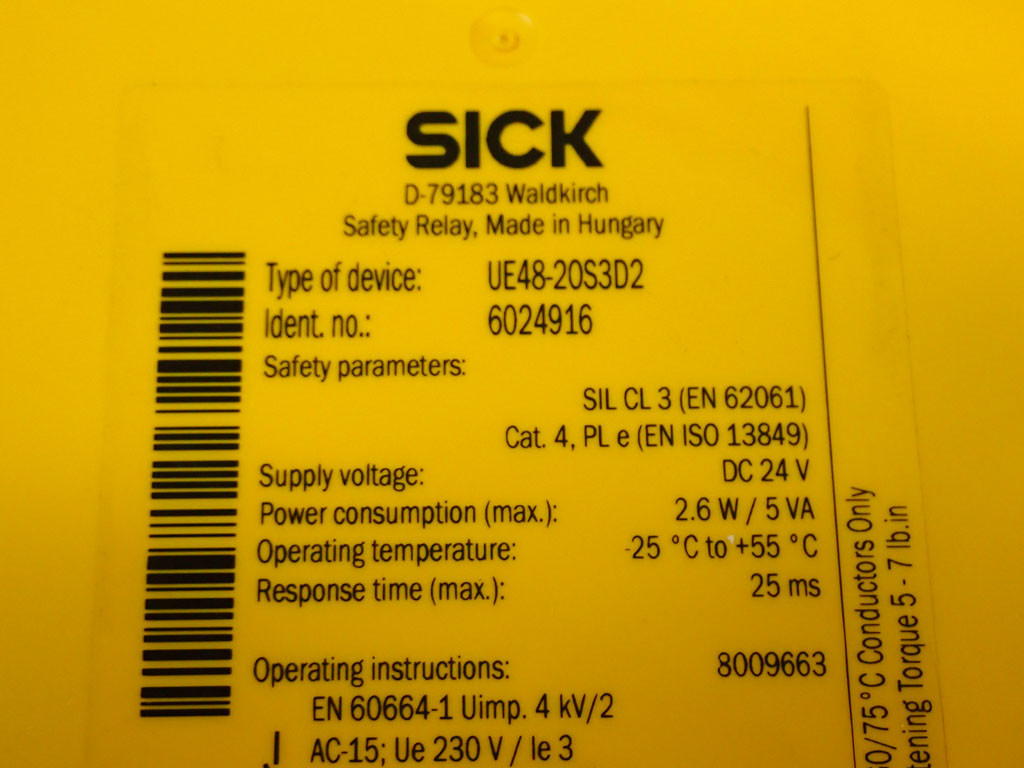 SICK
D-79183 Waldkirch
Safety Relay, Made in Hungary
Type of device: UE48-20S3D2
Ident. no.: 6024916
Safety parameters:
SIL CL 3 (EN 62061)
Cat. 4, PL e (EN ISO 13849)
Supply voltage: DC 24 V
Power consumption (max.): 2.6 W / 5 VA
Operating temperature: -25 °C to +55 °C
Response time (max.): 25 ms
Operating instructions: 8009663
EN 60664-1 Uimp. 4 kV/2
AC-15; Ue 230 V / Ie 3
0/75°C Conductors Only
tening Torque 5 - 7 lb.in